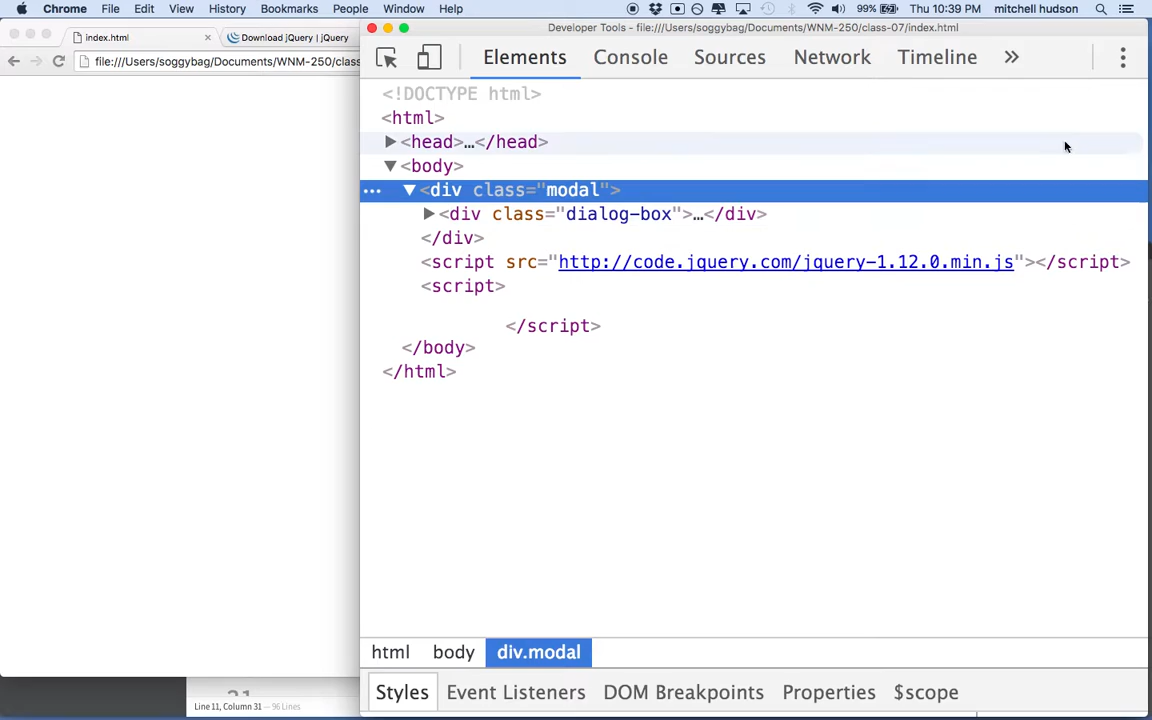 Chrome File Edit View History Bookmarks People Window Help 99% Thu 10:39 PM mitchell hudson
Developer Tools - file:///Users/soggybag/Documents/WNM-250/class-07/index.html
index.html Download jQuery | jQuery
file:///Users/soggybag/Documents/WNM-250/class
Elements Console Sources Network Timeline
<!DOCTYPE html>
<html>
<head>…</head>
<body>
<div class="modal">
<div class="dialog-box">…</div>
</div>
<script src="http://code.jquery.com/jquery-1.12.0.min.js"></script>
<script>
</script>
</body>
</html>
html body div.modal
Styles Event Listeners DOM Breakpoints Properties $scope
Line 11, Column 31 — 96 Lines